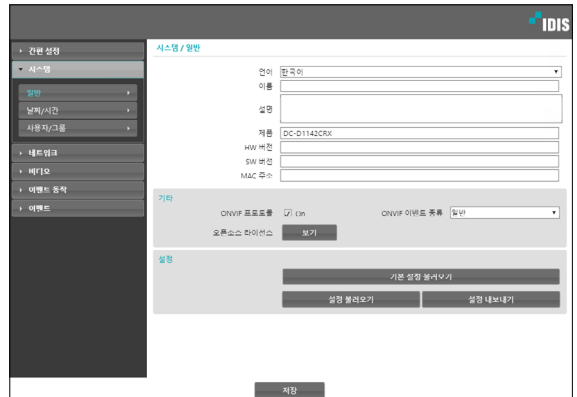 IDIS
간편 설정
시스템
일반
날짜/시간
사용자/그룹
네트워크
비디오
이벤트 동작
이벤트
시스템 / 일반
언어 한국어
이름
설명
제품 DC-D1142CRX
HW 버전
SW 버전
MAC 주소
기타
ONVIF 프로토콜 On ONVIF 이벤트 종류 일반
오픈소스 라이선스 보기
설정
기본 설정 불러오기
설정 불러오기 설정 내보내기
저장